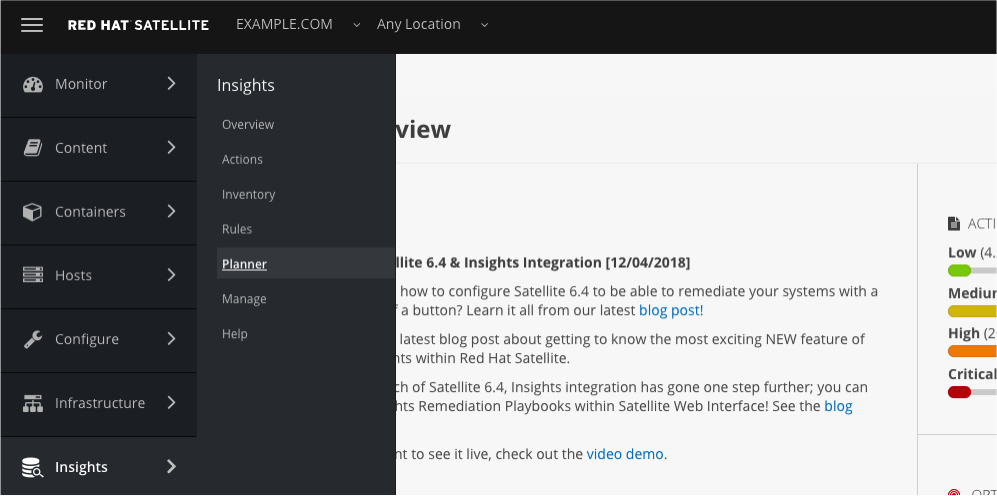 RED HAT SATELLITE EXAMPLE.COM Any Location
Monitor
Content
Containers
Hosts
Configure
Infrastructure
Insights
Insights
Overview
Actions
Inventory
Rules
Planner
Manage
Help
view
llite 6.4 & Insights Integration [12/04/2018]
how to configure Satellite 6.4 to be able to remediate your systems with a
f a button? Learn it all from our latest blog post!
latest blog post about getting to know the most exciting NEW feature of
hts within Red Hat Satellite.
ch of Satellite 6.4, Insights integration has gone one step further; you can
hts Remediation Playbooks within Satellite Web Interface! See the blog
nt to see it live, check out the video demo.
ACTI
Low (4.
Medium
High (2
Critical